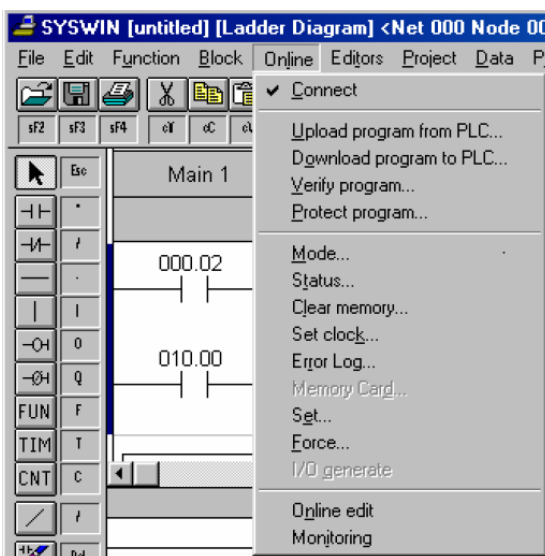 SYSWIN [untitled] [Ladder Diagram] <Net 000 Node 00
File Edit Function Block Online Editors Project Data P
sF2 sF3 sF4
Esc
Main 1
000.02
010.00
O
Q
FUN F
TIM T
CNT C
Connect
Upload program from PLC...
Download program to PLC...
Verify program...
Protect program...
Mode...
Status...
Clear memory...
Set clock...
Error Log...
Memory Card...
Set...
Force...
I/O generate
Online edit
Monitoring